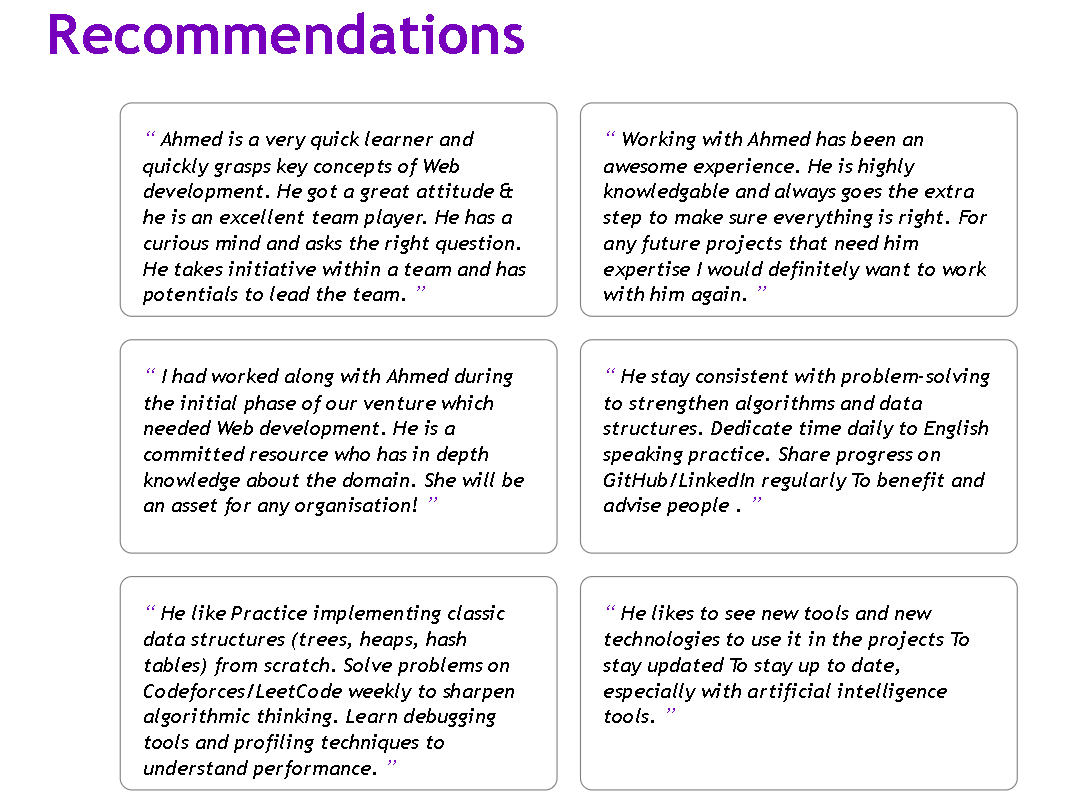 Recommendations
“ Ahmed is a very quick learner and
quickly grasps key concepts of Web
development. He got a great attitude &
he is an excellent team player. He has a
curious mind and asks the right question.
He takes initiative within a team and has
potentials to lead the team. ”
“ Working with Ahmed has been an
awesome experience. He is highly
knowledgable and always goes the extra
step to make sure everything is right. For
any future projects that need him
expertise I would definitely want to work
with him again. ”
“ I had worked along with Ahmed during
the initial phase of our venture which
needed Web development. He is a
committed resource who has in depth
knowledge about the domain. She will be
an asset for any organisation! ”
“ He stay consistent with problem-solving
to strengthen algorithms and data
structures. Dedicate time daily to English
speaking practice. Share progress on
GitHub/LinkedIn regularly To benefit and
advise people . ”
“ He like Practice implementing classic
data structures (trees, heaps, hash
tables) from scratch. Solve problems on
Codeforces/LeetCode weekly to sharpen
algorithmic thinking. Learn debugging
tools and profiling techniques to
understand performance. ”
“ He likes to see new tools and new
technologies to use it in the projects To
stay updated To stay up to date,
especially with artificial intelligence
tools. ”